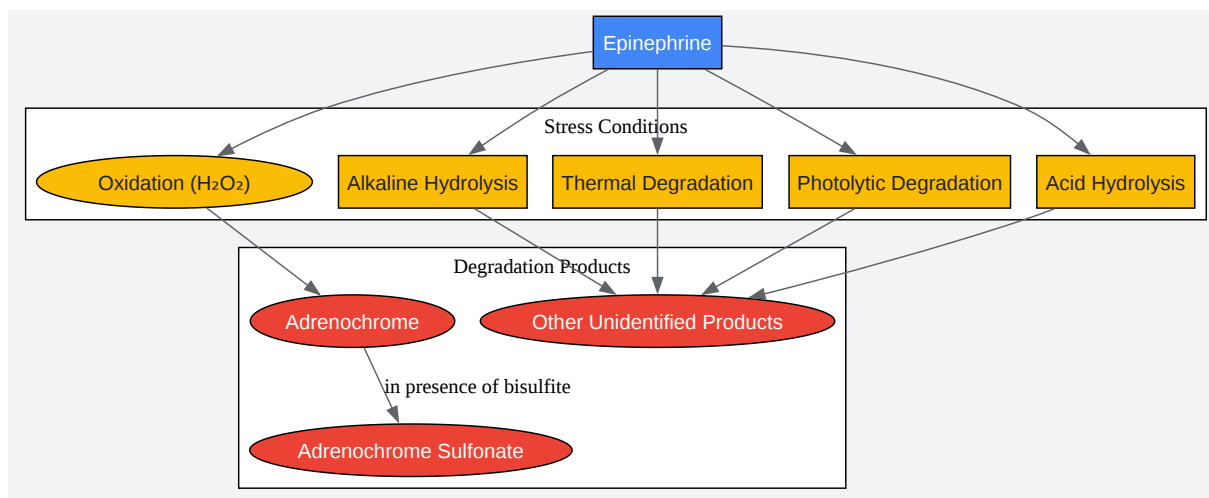 Epinephrine
Stress Conditions
Oxidation (H₂O₂)
Alkaline Hydrolysis
Thermal Degradation
Photolytic Degradation
Acid Hydrolysis
Degradation Products
Adrenochrome
Other Unidentified Products
in presence of bisulfite
Adrenochrome Sulfonate